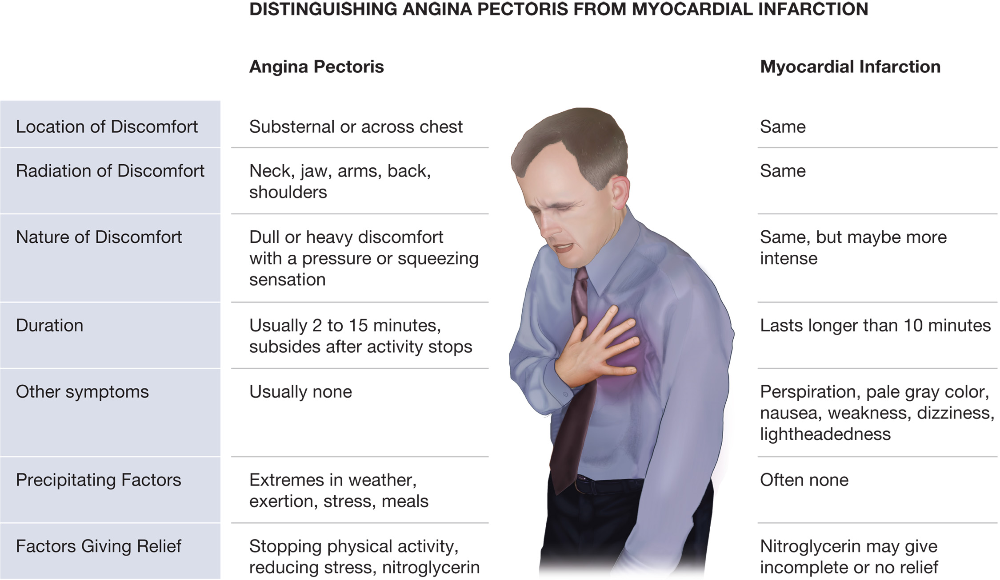 DISTINGUISHING ANGINA PECTORIS FROM MYOCARDIAL INFARCTION
Angina Pectoris
Myocardial Infarction
Location of Discomfort
Substernal or across chest
Same
Radiation of Discomfort
Neck, jaw, arms, back,
shoulders
Same
Nature of Discomfort
Dull or heavy discomfort
with a pressure or squeezing
sensation
Same, but maybe more
intense
Duration
Usually 2 to 15 minutes,
subsides after activity stops
Lasts longer than 10 minutes
Other symptoms
Usually none
Perspiration, pale gray color,
nausea, weakness, dizziness,
lightheadedness
Precipitating Factors
Extremes in weather,
exertion, stress, meals
Often none
Factors Giving Relief
Stopping physical activity,
reducing stress, nitroglycerin
Nitroglycerin may give
incomplete or no relief